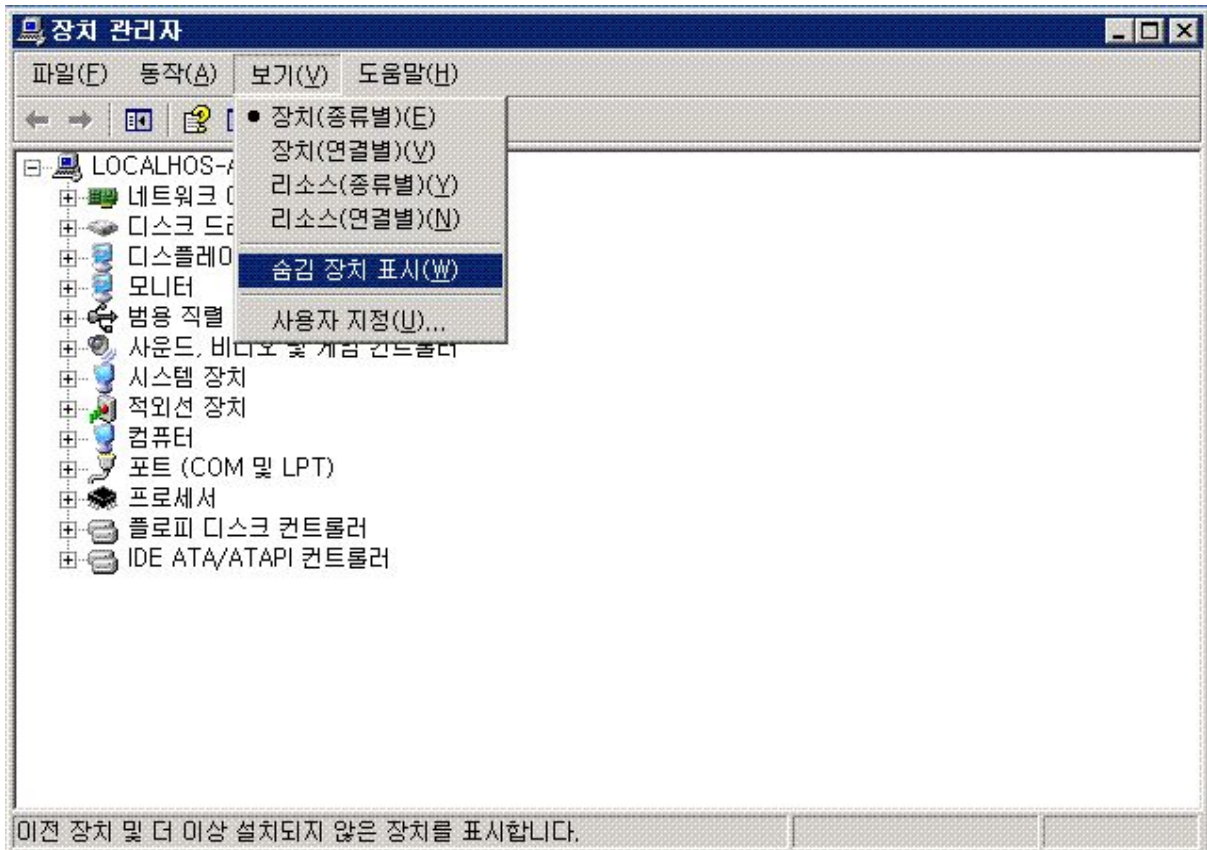 장치 관리자
파일(F) 동작(A) 보기(V) 도움말(H)
장치(종류별)(E)
장치(연결별)(V)
리소스(종류별)(Y)
리소스(연결별)(N)
숨김 장치 표시(W)
사용자 지정(U)...
LOCALHOS-
네트워크
디스크
디스플레이
모니터
범용 직렬
사운드, 비디오 및 게임 컨트롤러
시스템 장치
적외선 장치
컴퓨터
포트 (COM 및 LPT)
프로세서
플로피 디스크 컨트롤러
IDE ATA/ATAPI 컨트롤러
이전 장치 및 더 이상 설치되지 않은 장치를 표시합니다.